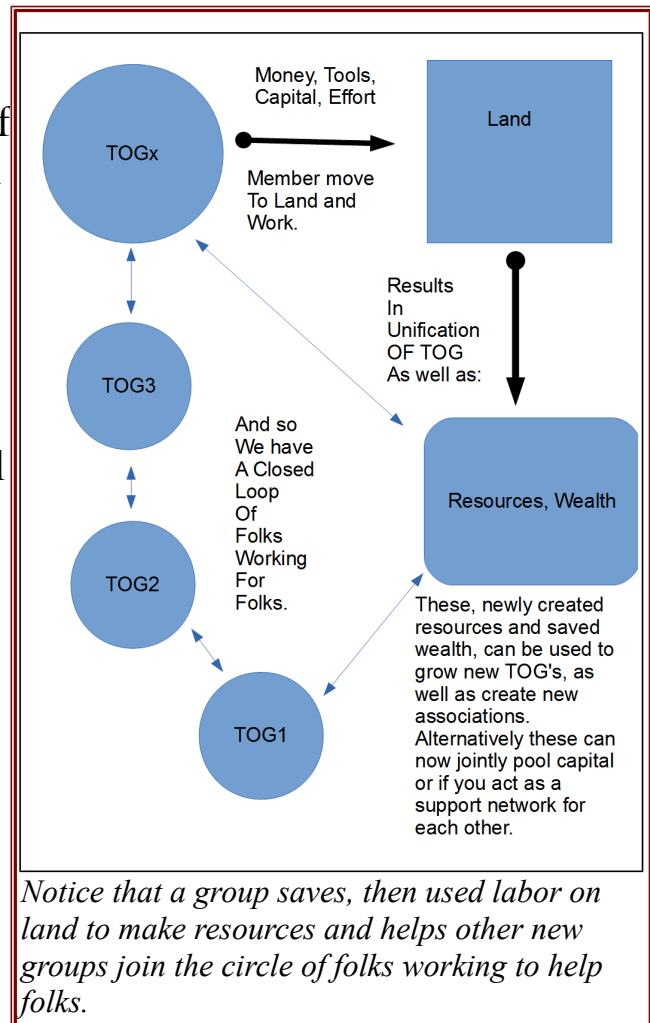 Money, Tools,
Capital, Effort
Land
TOGx
Member move
To Land and
Work.
Results
In
Unification
OF TOG
As well as:
TOG3
And so
We have
A Closed
Loop
Of
Folks
Working
For
Folks.
Resources, Wealth
TOG2
These, newly created
resources and saved
wealth, can be used to
grow new TOG's, as
well as create new
associations.
Alternatively these can
now jointly pool capital
or if you act as a
support network for
each other.
TOG1
Notice that a group saves, then used labor on
land to make resources and helps other new
groups join the circle of folks working to help
folks.